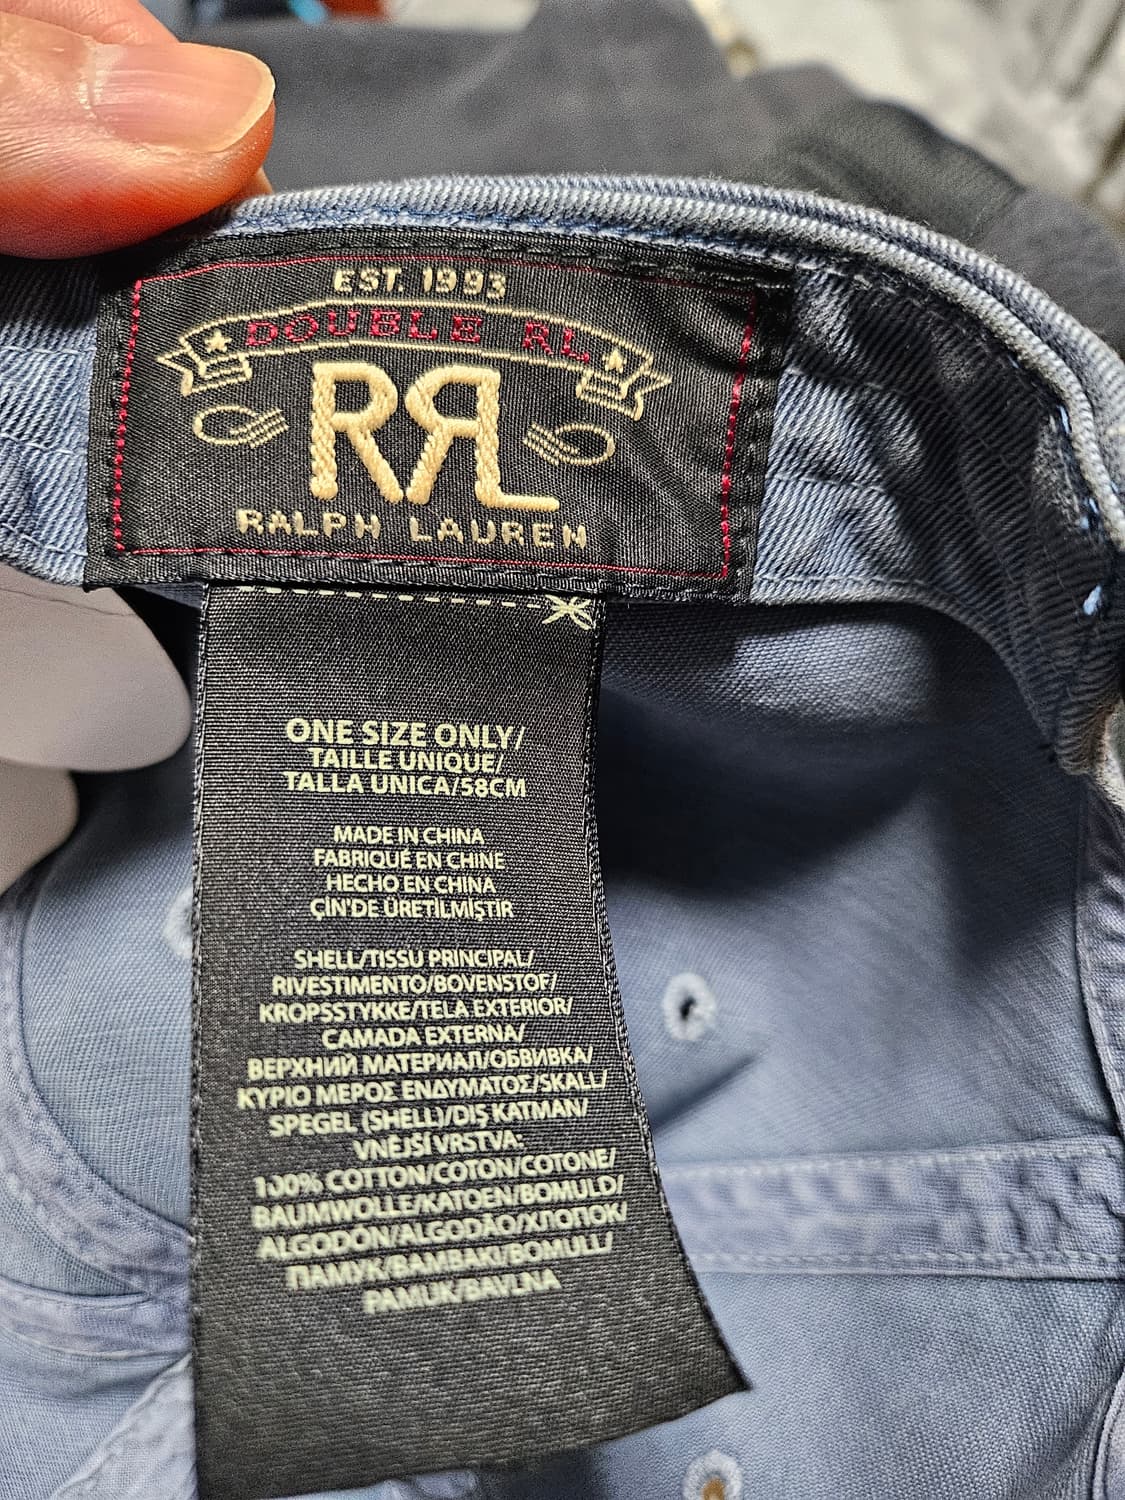 EST. 1993
DOUBLE RL
RRL
RALPH LAUREN
ONE SIZE ONLY/
TAILLE UNIQUE/
TALLA UNICA/58CM
MADE IN CHINA
FABRIQUÉ EN CHINE
HECHO EN CHINA
ÇİN'DE ÜRETİLMİŞTİR
SHELL/TISSU PRINCIPAL/
RIVESTIMENTO/BOVENSTOF/
KROPSSTYKKE/TELA EXTERIOR/
CAMADA EXTERNA/
ВЕРХНИЙ МАТЕРИАЛ/ОБВИВКА/
ΚΥΡΙΟ ΜΕΡΟΣ ΕΝΔΥΜΑΤΟΣ/SKALL/
SPEGEL (SHELL)/DIŞ KATMAN/
VNĚJŠÍ VRSTVA:
100% COTTON/COTON/COTONE/
BAUMWOLLE/KATOEN/BOMULD/
ALGODÓN/ALGODÃO/ХЛОПОК/
ПАМУК/ΒΑΜΒΑΚΙ/BOMULL/
PAMUK/BAVLNA